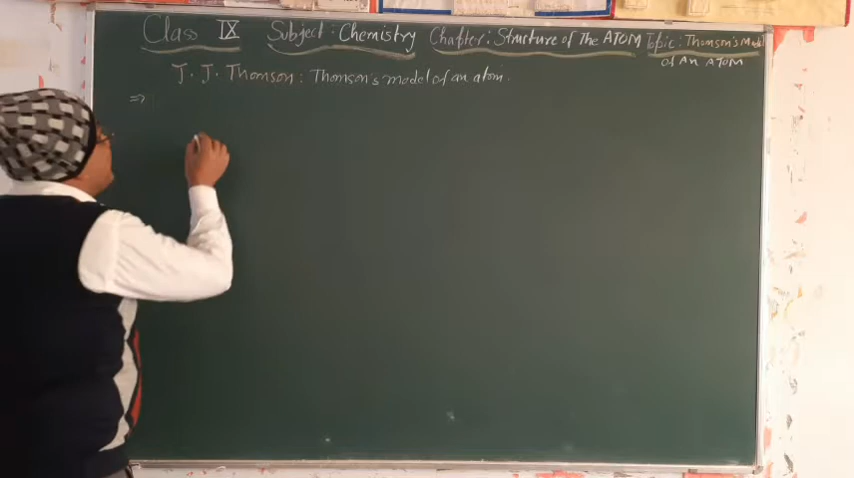 Class IX Subject: Chemistry Chapter: Structure of The ATOM Topic: Thomson's Model
of An ATOM
J. J. Thomson: Thomson's model of an atom.
⇒